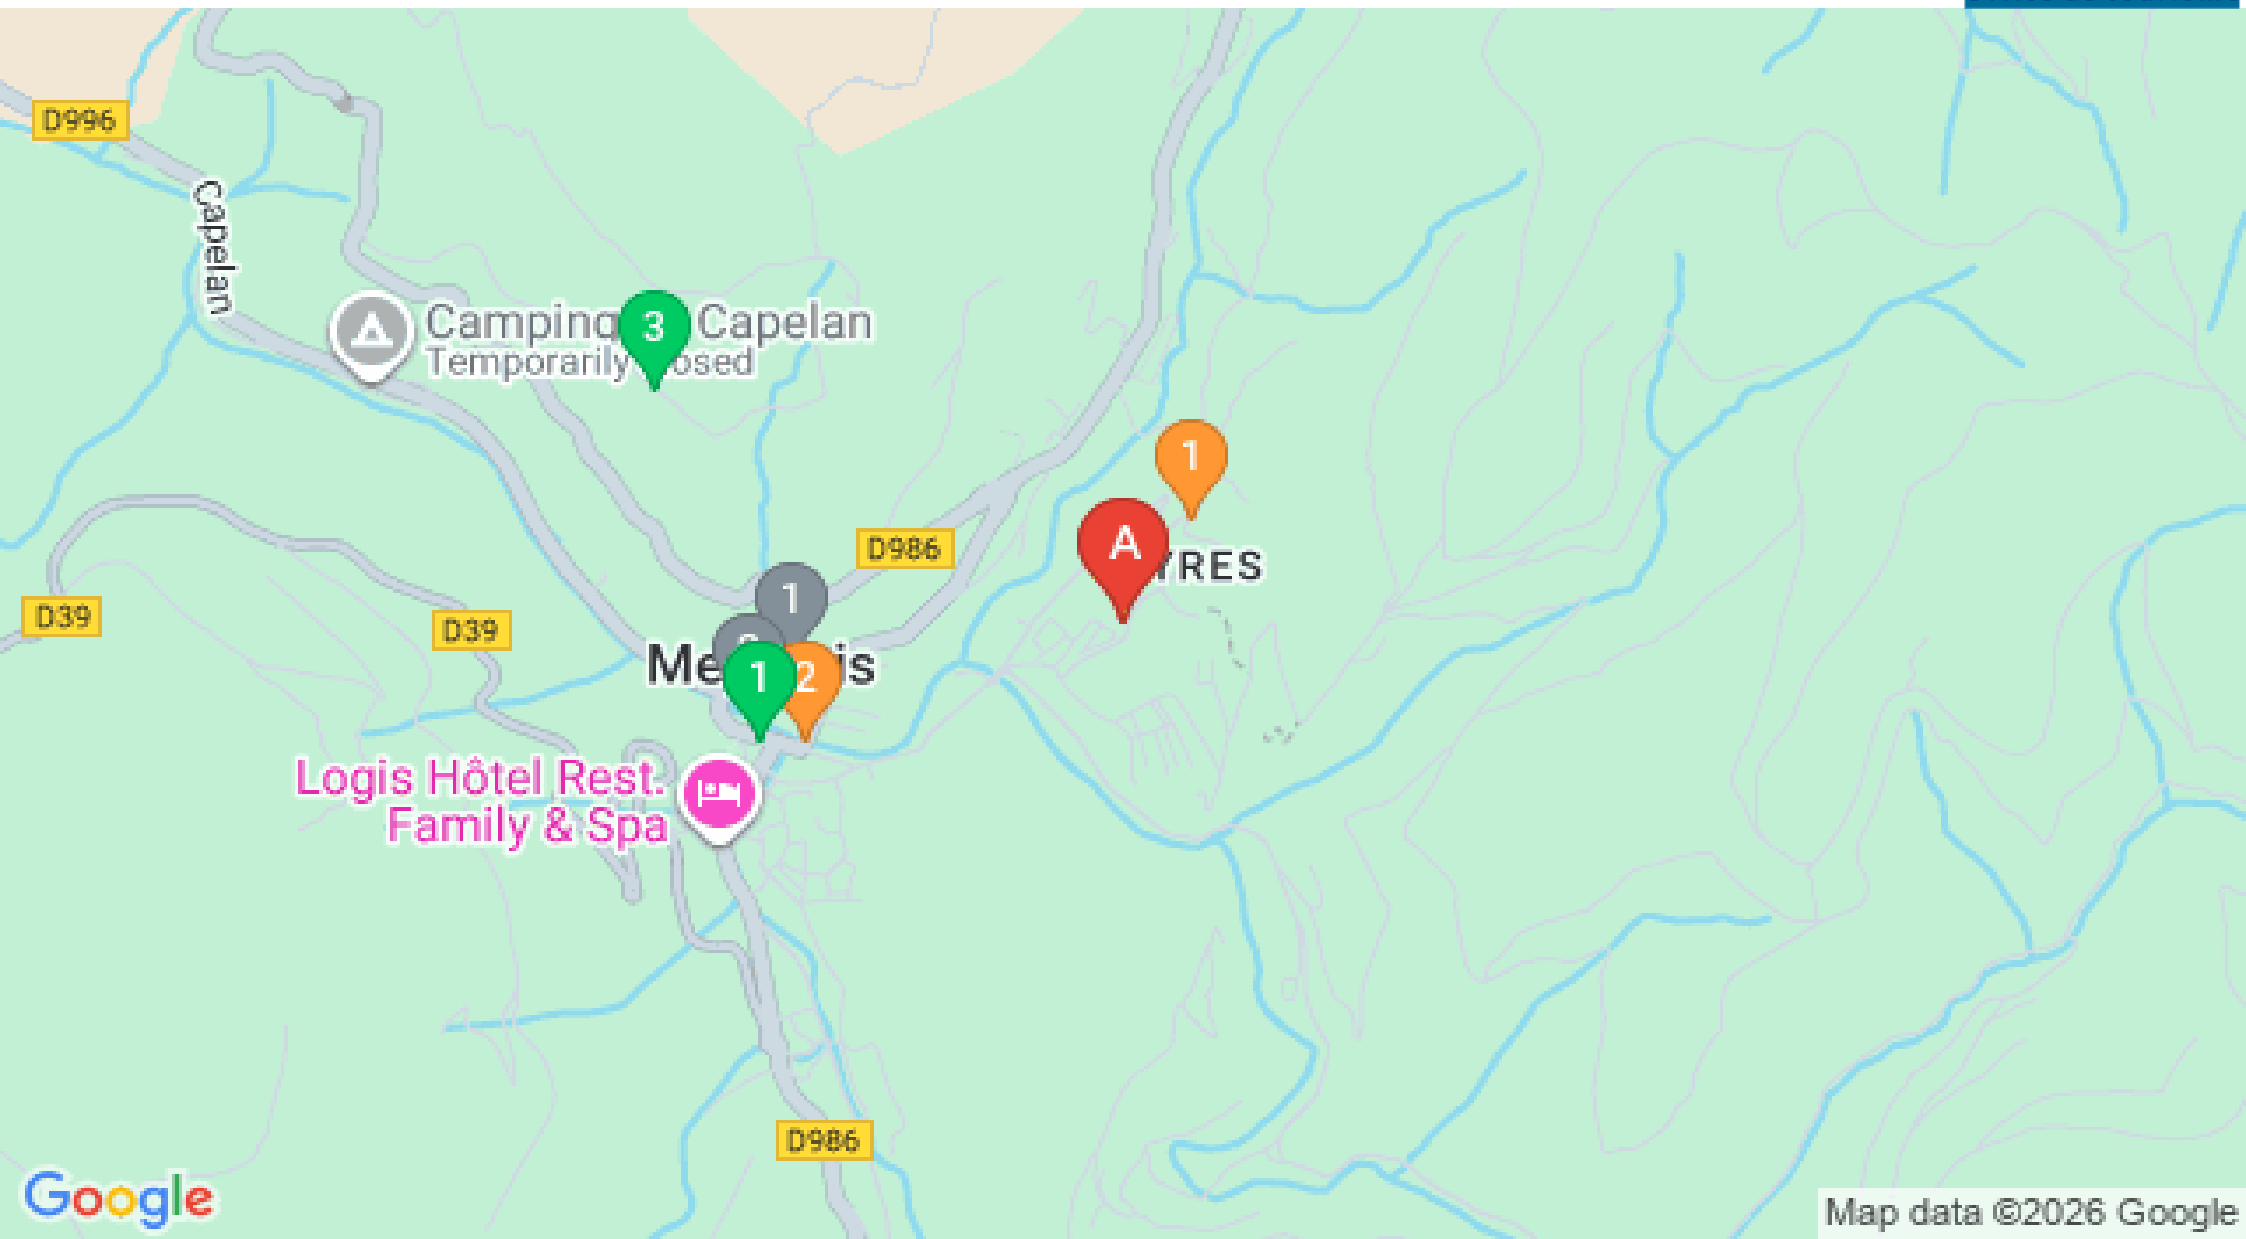 D996
Capelan
Camping Capelan
Temporarily osed
3
1
A
YRES
D986
1
D39
D39
Me is
1
2
Logis Hôtel Rest.
Family & Spa
D986
Google
Map data ©2026 Google